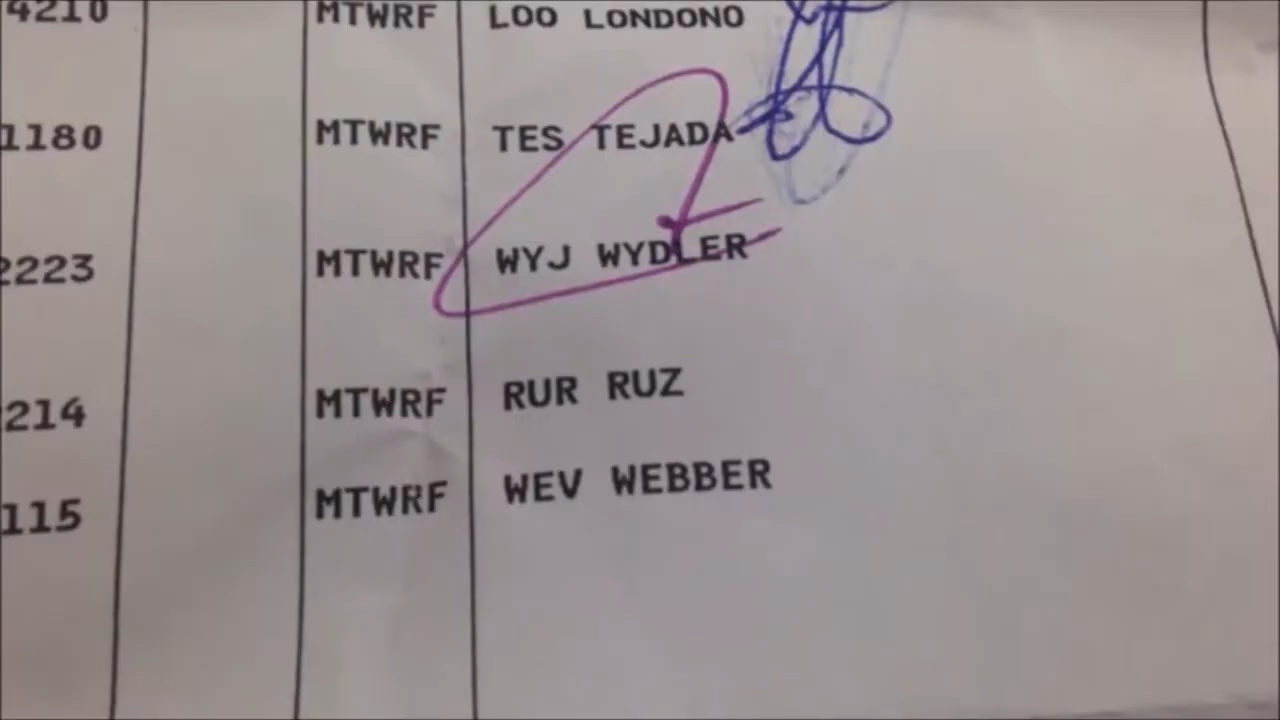 4210 MTWRF LOO LONDONO
1180 MTWRF TES TEJADA
2223 MTWRF WYJ WYDLER
214 MTWRF RUR RUZ
115 MTWRF WEV WEBBER